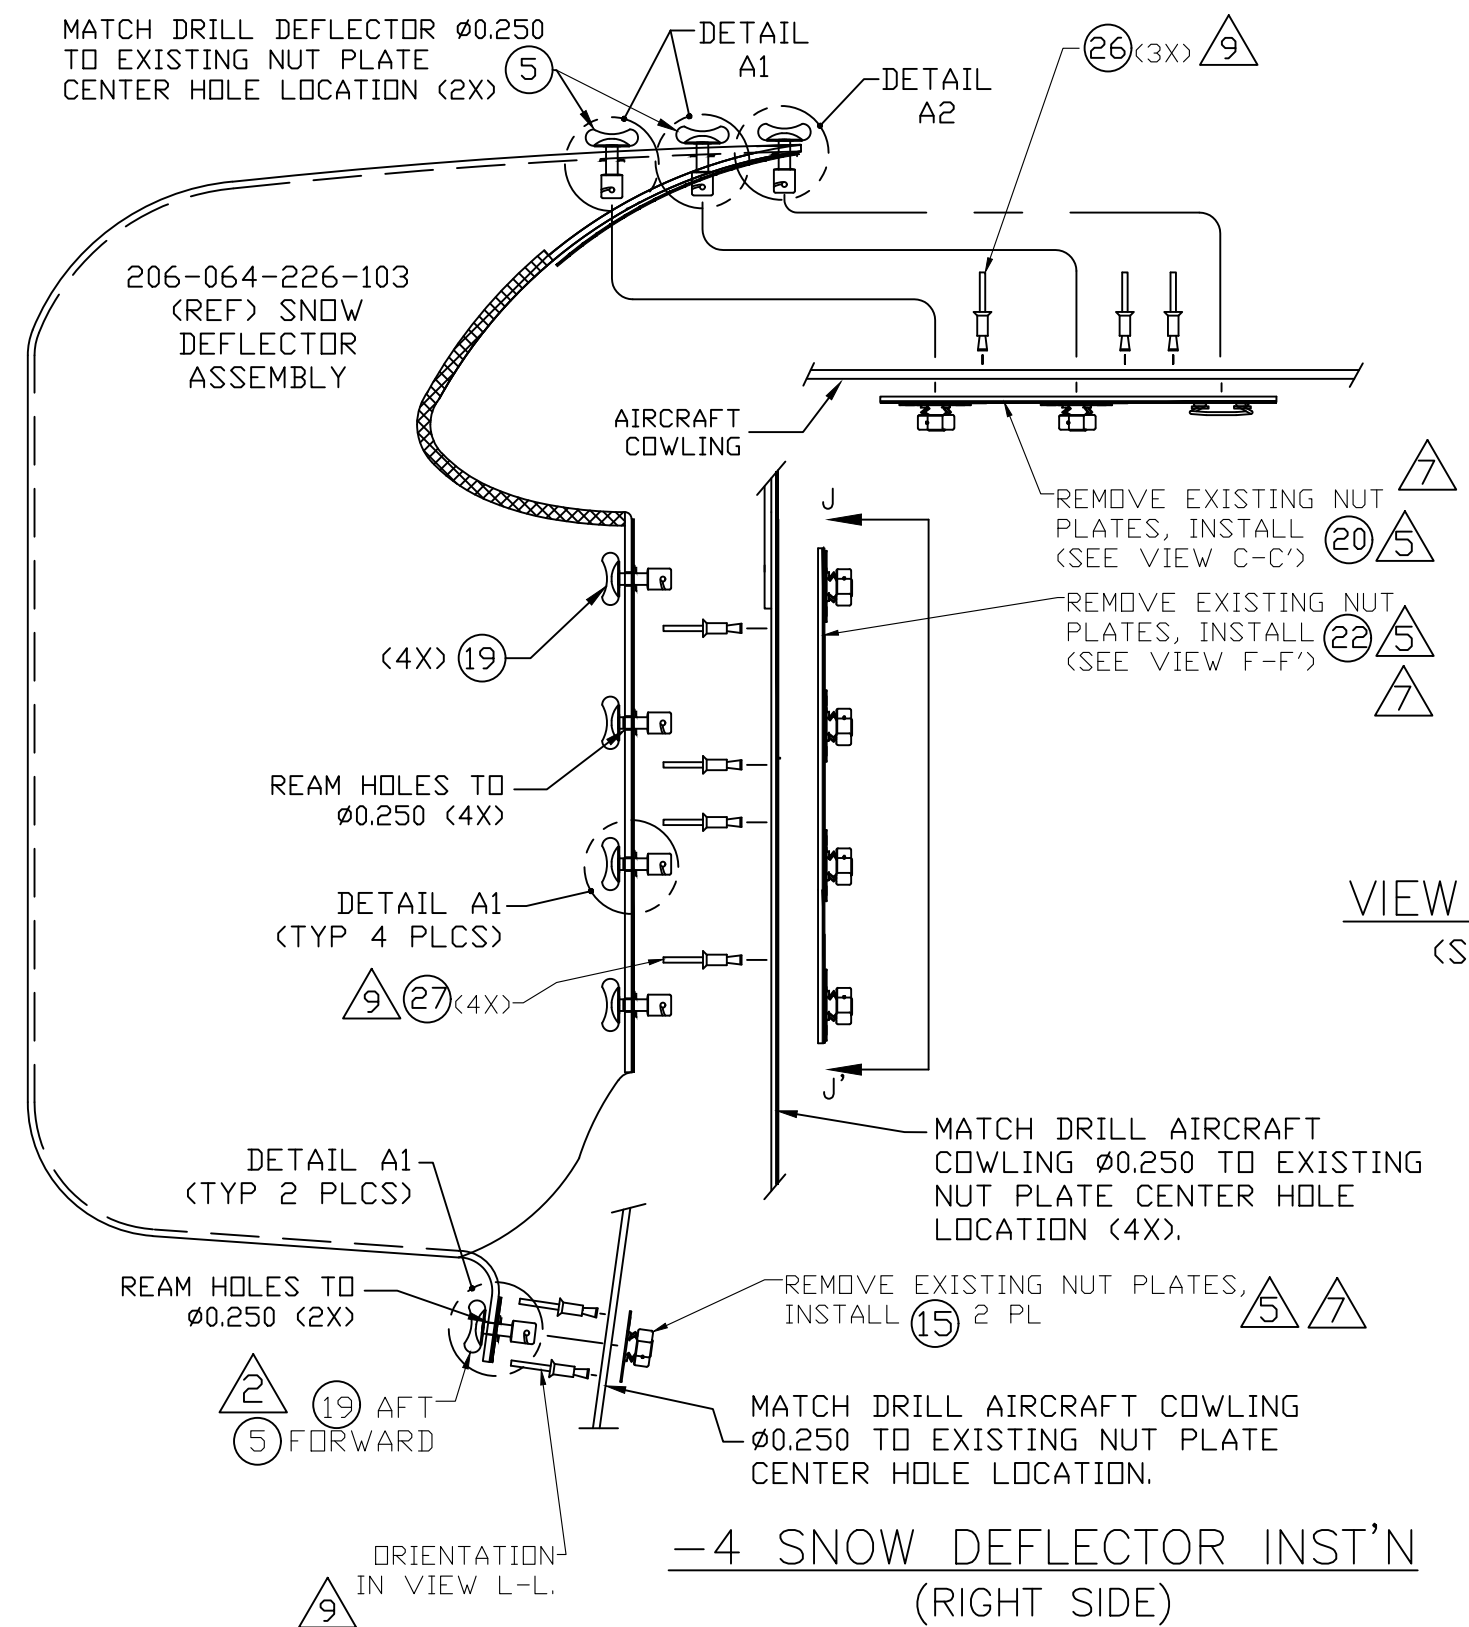 MATCH DRILL DEFLECTOR Ø0.250
TO EXISTING NUT PLATE
CENTER HOLE LOCATION (2X)
5
DETAIL
A1
DETAIL
A2
26 (3X) 9
206-064-226-103
(REF) SNOW
DEFLECTOR
ASSEMBLY
AIRCRAFT
COWLING
7
REMOVE EXISTING NUT
PLATES, INSTALL 20 5
(SEE VIEW C-C')
J
REMOVE EXISTING NUT
PLATES, INSTALL 22 5
(SEE VIEW F-F')
7
(4X) 19
REAM HOLES TO
Ø0.250 (4X)
DETAIL A1
(TYP 4 PLCS)
9 27 (4X)
VIEW
(S
J'
MATCH DRILL AIRCRAFT
COWLING Ø0.250 TO EXISTING
NUT PLATE CENTER HOLE
LOCATION (4X).
DETAIL A1
(TYP 2 PLCS)
REAM HOLES TO
Ø0.250 (2X)
REMOVE EXISTING NUT PLATES,
INSTALL 15 2 PL 5 7
2 19 AFT
5 FORWARD
MATCH DRILL AIRCRAFT COWLING
Ø0.250 TO EXISTING NUT PLATE
CENTER HOLE LOCATION.
ORIENTATION
IN VIEW L-L.
9
-4 SNOW DEFLECTOR INST'N
(RIGHT SIDE)